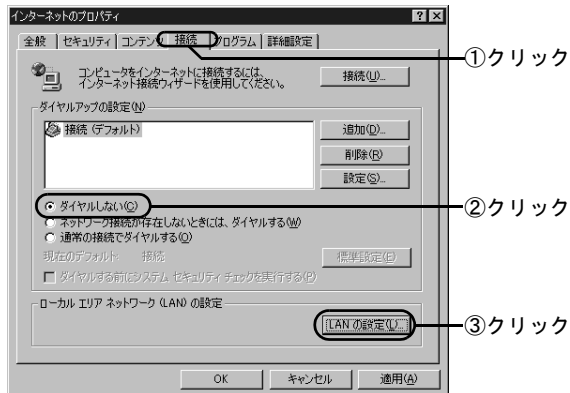 インターネットのプロパティ
全般 セキュリティ コンテンツ 接続 プログラム 詳細設定
①クリック
コンピュータをインターネットに接続するには、
インターネット接続ウィザードを使用してください。
接続(U)...
ダイヤルアップの設定(N)
接続 (デフォルト)
追加(D)...
削除(R)
設定(S)...
ダイヤルしない(C)
②クリック
ネットワーク接続が存在しないときには、ダイヤルする(W)
通常の接続でダイヤルする(O)
現在のデフォルト: 接続
標準設定(E)
ダイヤルする前にシステム セキュリティ チェックを実行する(P)
ローカル エリア ネットワーク (LAN) の設定
LAN の設定(L)...
③クリック
OK キャンセル 適用(A)